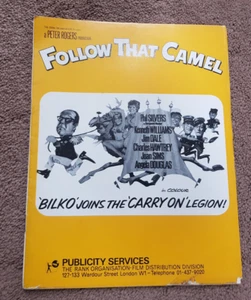 A PETER ROGERS PRODUCTION
FOLLOW THAT CAMEL
PHIL SILVERS
Kenneth WILLIAMS
Jim DALE
Charles HAWTREY
Joan SIMS
Angela DOUGLAS
in COLOUR
'BILKO' JOINS THE 'CARRY ON' LEGION!
PUBLICITY SERVICES
THE RANK ORGANISATION FILM DISTRIBUTION DIVISION
127-133 Wardour Street London W1 - Telephone 01-437-9020